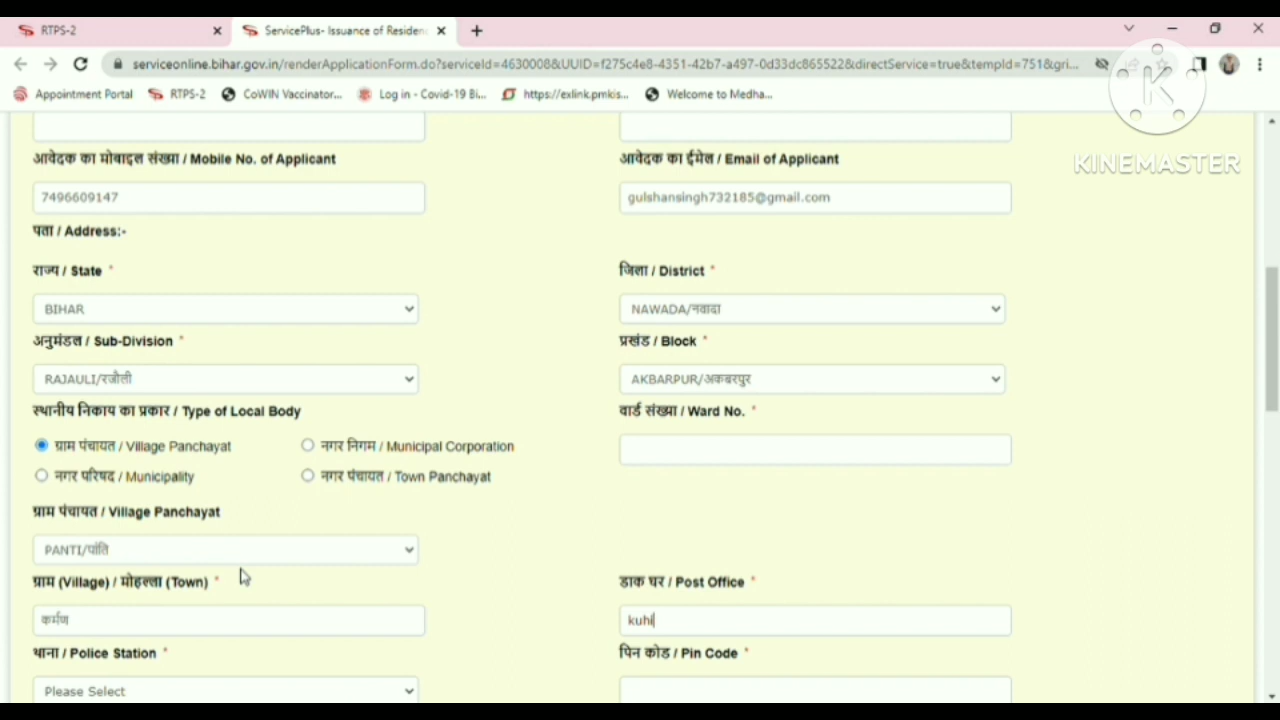 RTPS-2
ServicePlus- Issuance of Residen
serviceonline.bihar.gov.in/renderApplicationForm.do?serviceId=4630008&UUID=f275c4e8-4351-42b7-a497-0d33dc865522&directService=true&tempId=751&gri...
Appointment Portal RTPS-2 CoWIN Vaccinator... Log in - Covid-19 Bi... https://exlink.pmkis... Welcome to Medha...
K
KINEMASTER
आवेदक का मोबाइल संख्या / Mobile No. of Applicant
आवेदक का ईमेल / Email of Applicant
7496609147
gulshansingh732185@gmail.com
पता / Address:-
राज्य / State *
जिला / District *
BIHAR
NAWADA/नवादा
अनुमंडल / Sub-Division *
प्रखंड / Block *
RAJAULI/रजौली
AKBARPUR/अकबरपुर
स्थानीय निकाय का प्रकार / Type of Local Body
वार्ड संख्या / Ward No. *
ग्राम पंचायत / Village Panchayat
नगर निगम / Municipal Corporation
नगर परिषद / Municipality
नगर पंचायत / Town Panchayat
ग्राम पंचायत / Village Panchayat
PANTI/पांति
ग्राम (Village) / मोहल्ला (Town) *
डाक घर / Post Office *
कर्मण
kuhi
थाना / Police Station *
पिन कोड / Pin Code *
Please Select